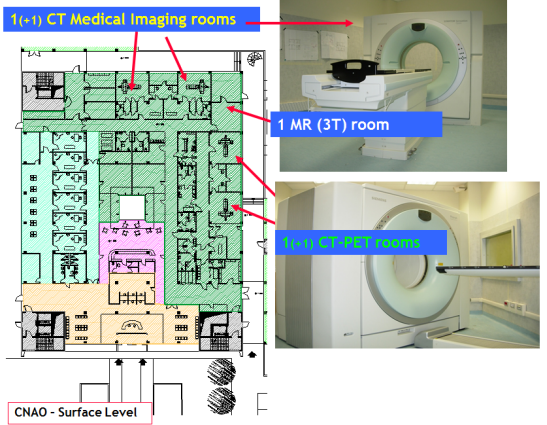 1(+1) CT Medical Imaging rooms
1 MR (3T) room
1(+1) CT-PET rooms
CNAO - Surface Level